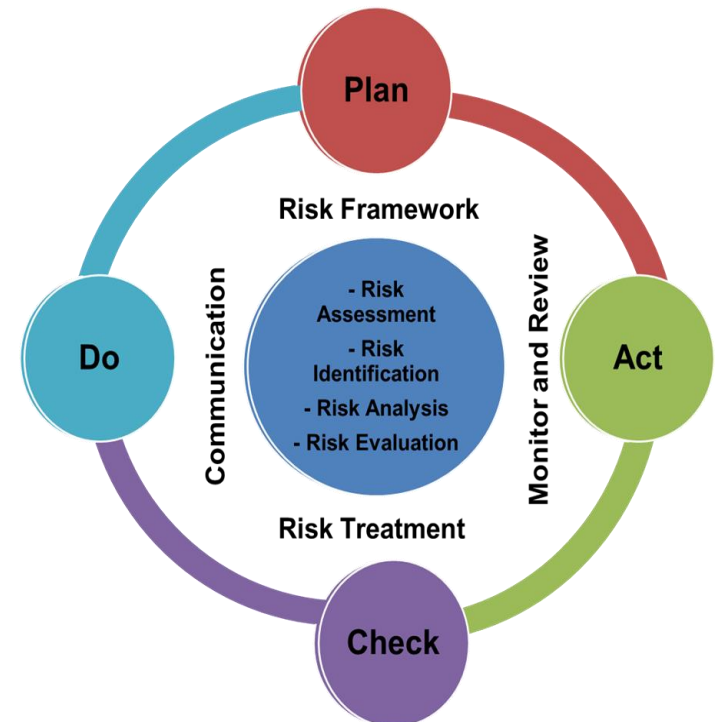 Plan
Risk Framework
Communication
Do
- Risk
Assessment
- Risk
Identification
- Risk Analysis
- Risk Evaluation
Monitor and Review
Act
Risk Treatment
Check